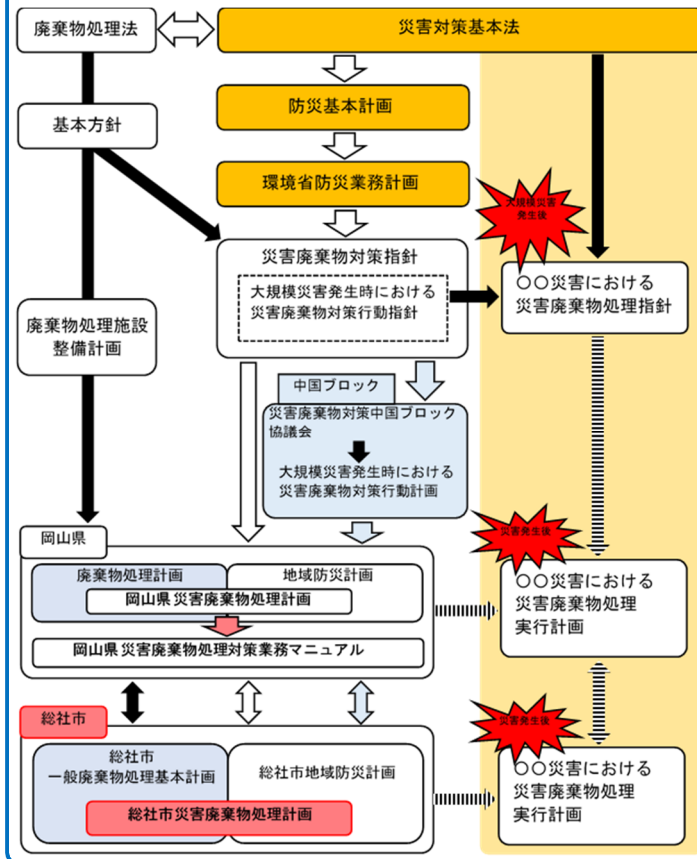 廃棄物処理法
災害対策基本法
防災基本計画
基本方針
環境省防災業務計画
大規模災害
発生後
災害廃棄物対策指針
大規模災害発生時における
災害廃棄物対策行動指針
〇〇災害における
災害廃棄物処理指針
廃棄物処理施設
整備計画
中国ブロック
災害廃棄物対策中国ブロック
協議会
大規模災害発生時における
災害廃棄物対策行動計画
岡山県
災害発生後
廃棄物処理計画
地域防災計画
岡山県災害廃棄物処理計画
岡山県災害廃棄物処理対策業務マニュアル
〇〇災害における
災害廃棄物処理
実行計画
総社市
災害発生後
総社市
一般廃棄物処理基本計画
総社市地域防災計画
総社市災害廃棄物処理計画
〇〇災害における
災害廃棄物処理
実行計画